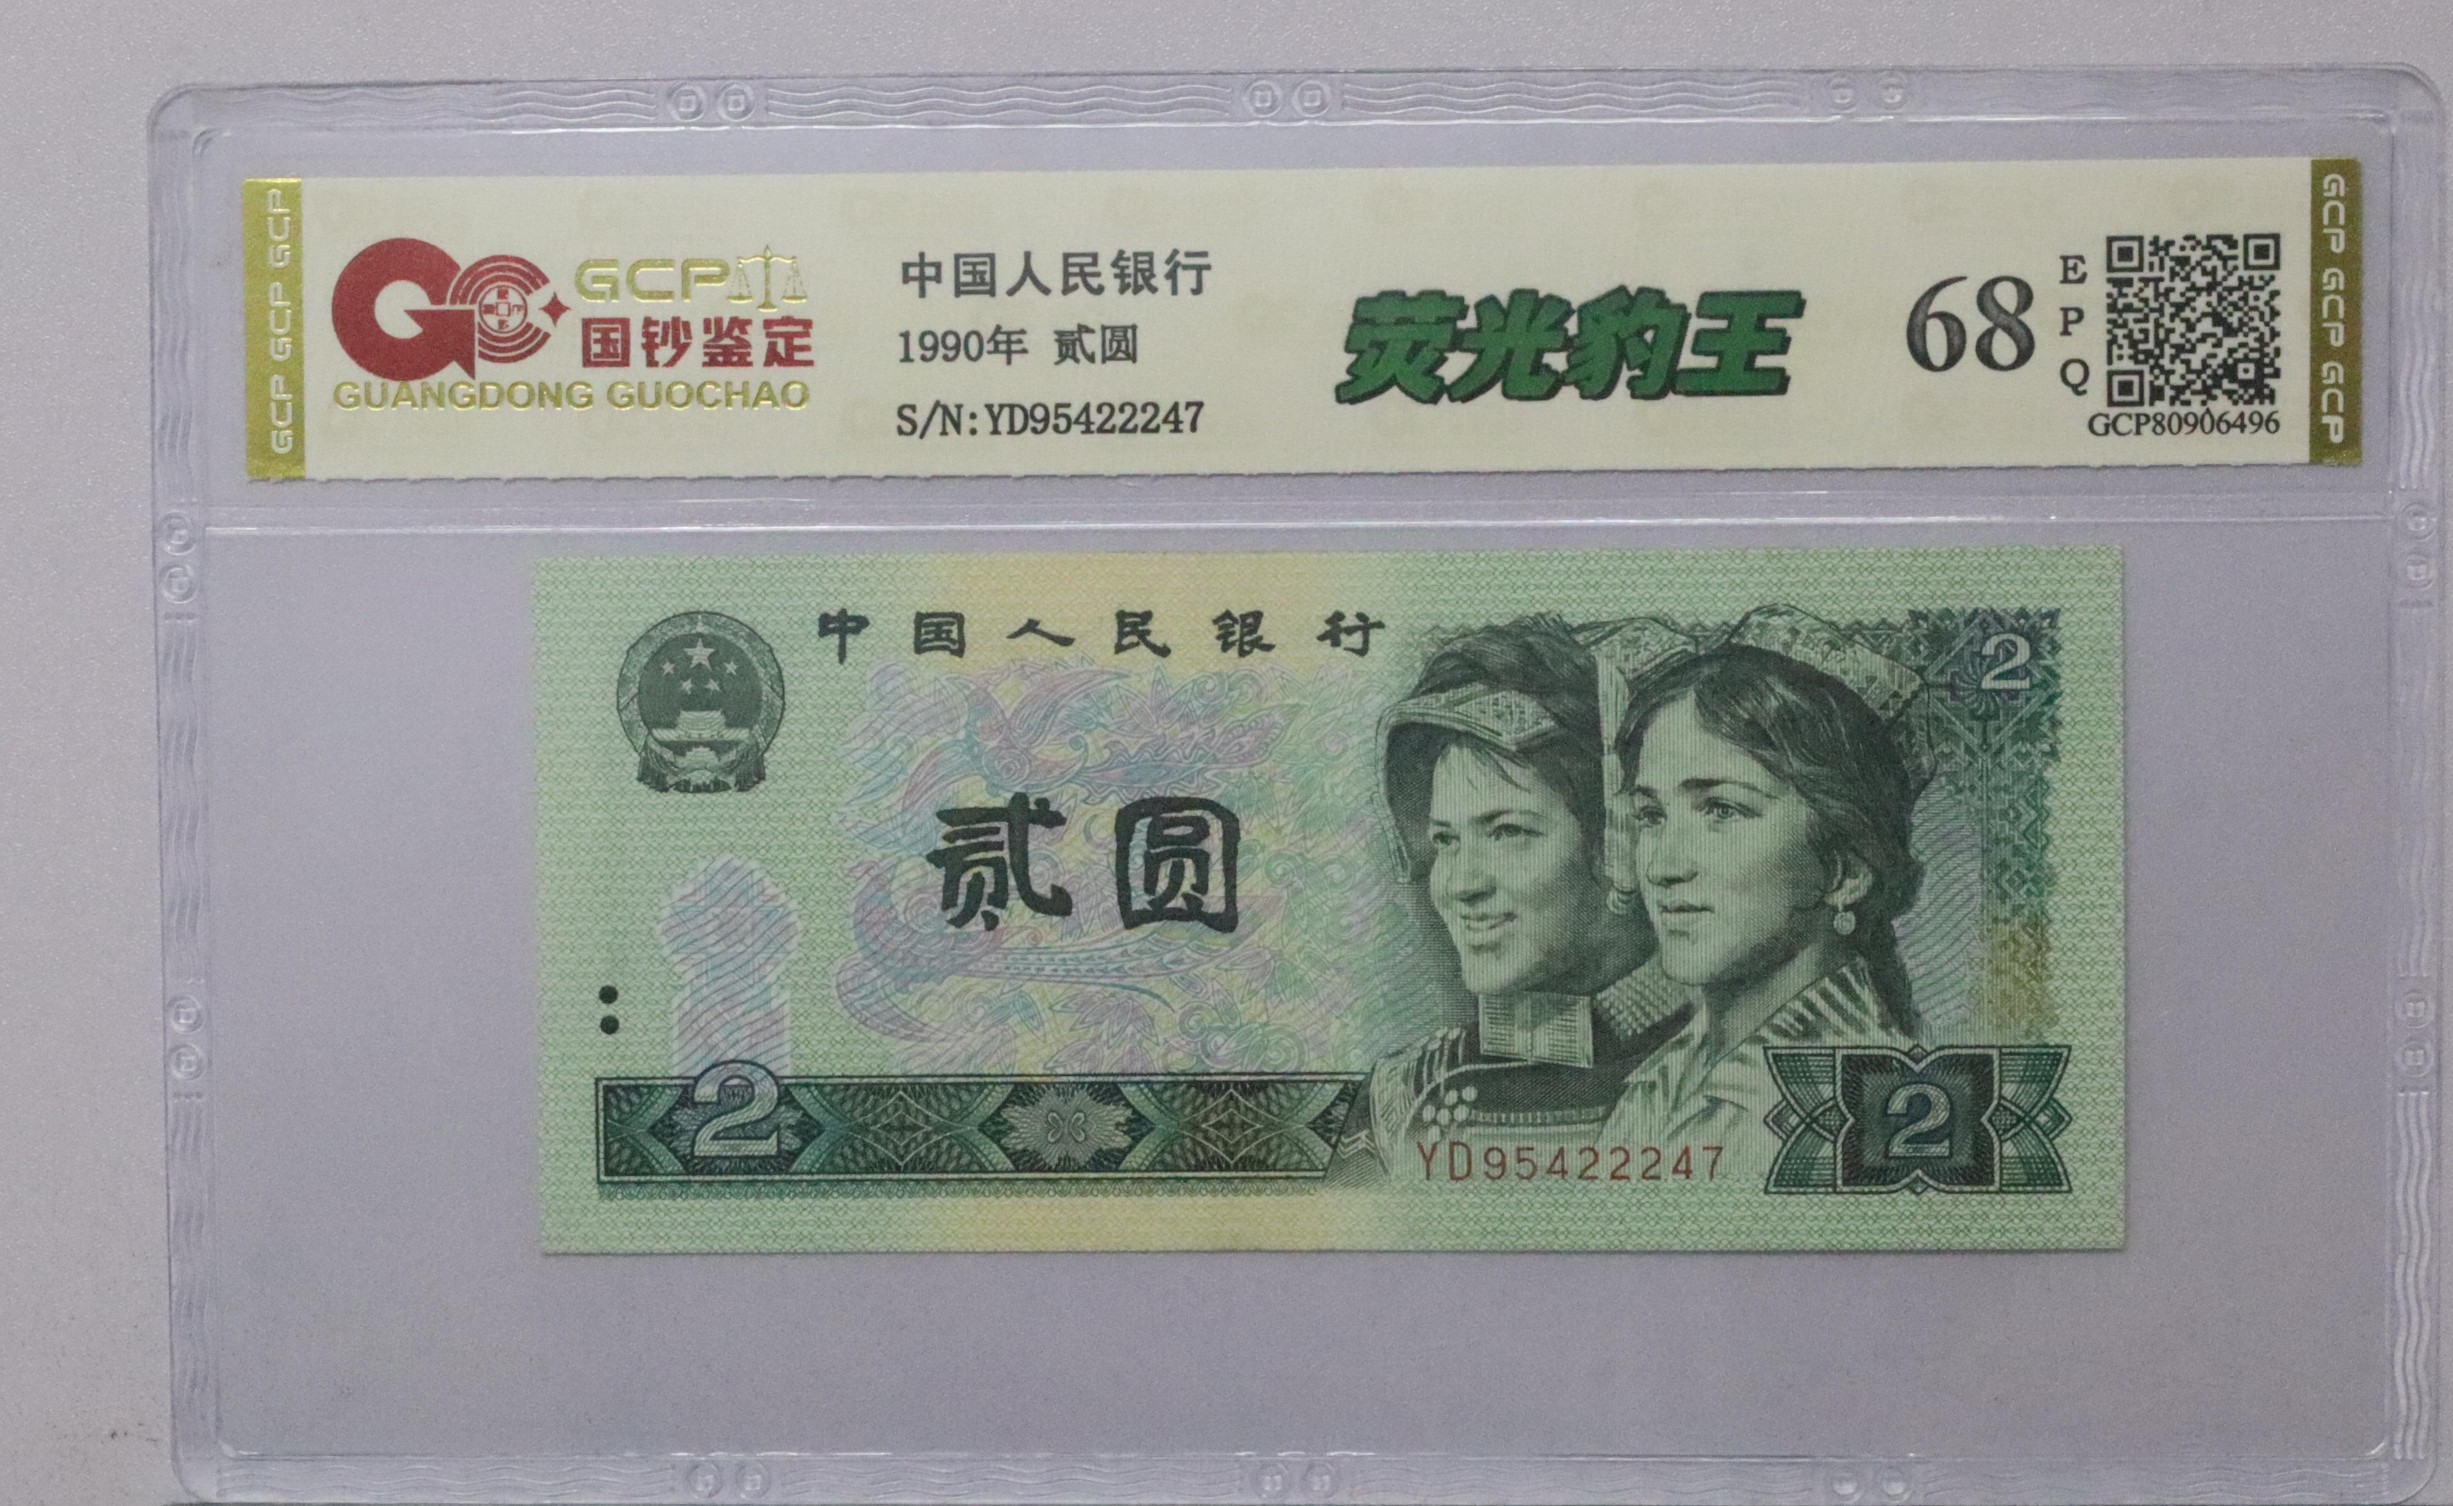 GCP GCP GCP
GCP
国钞鉴定
GUANGDONG GUOCHAO
中国人民银行
1990年 贰圆
S/N:YD95422247
荧光豹王
68
E
P
Q
GCP80906496
GCP GCP GCP
中国人民银行
2
贰圆
2
2
YD95422247